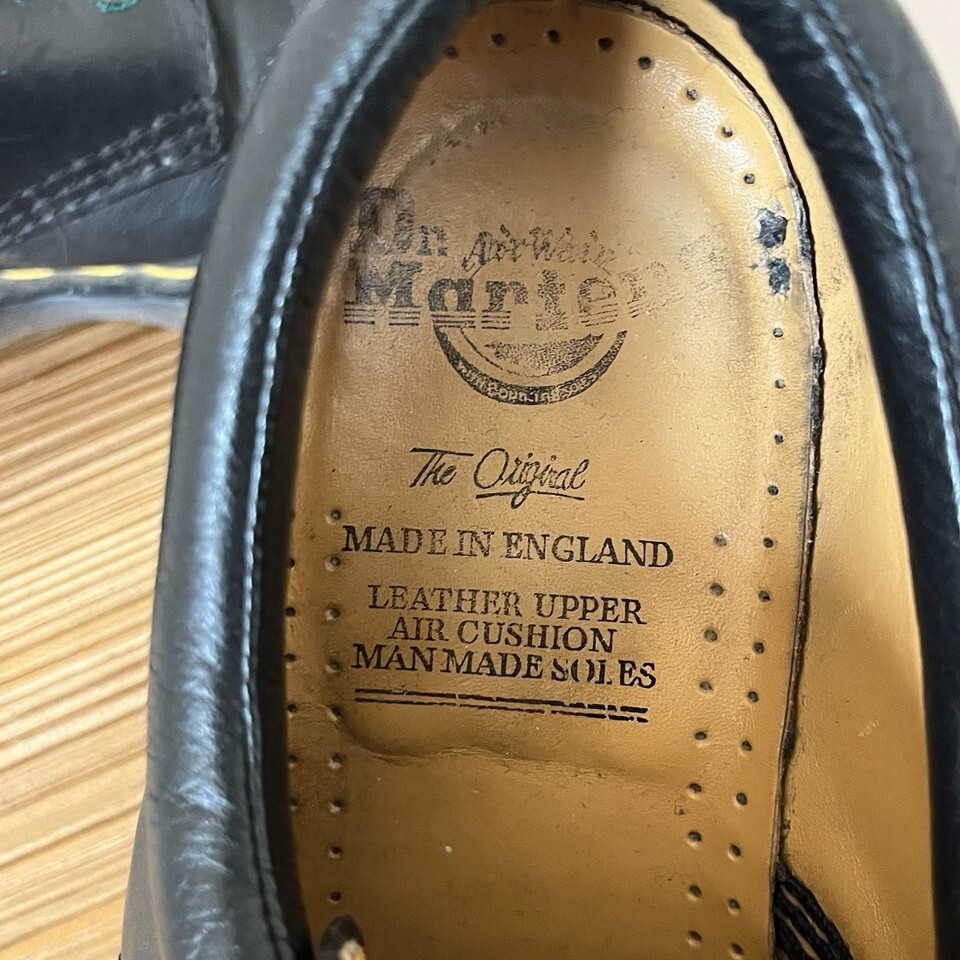 AirWair
Dr.
Martens
The Original
MADE IN ENGLAND
LEATHER UPPER
AIR CUSHION
MAN MADE SOLES